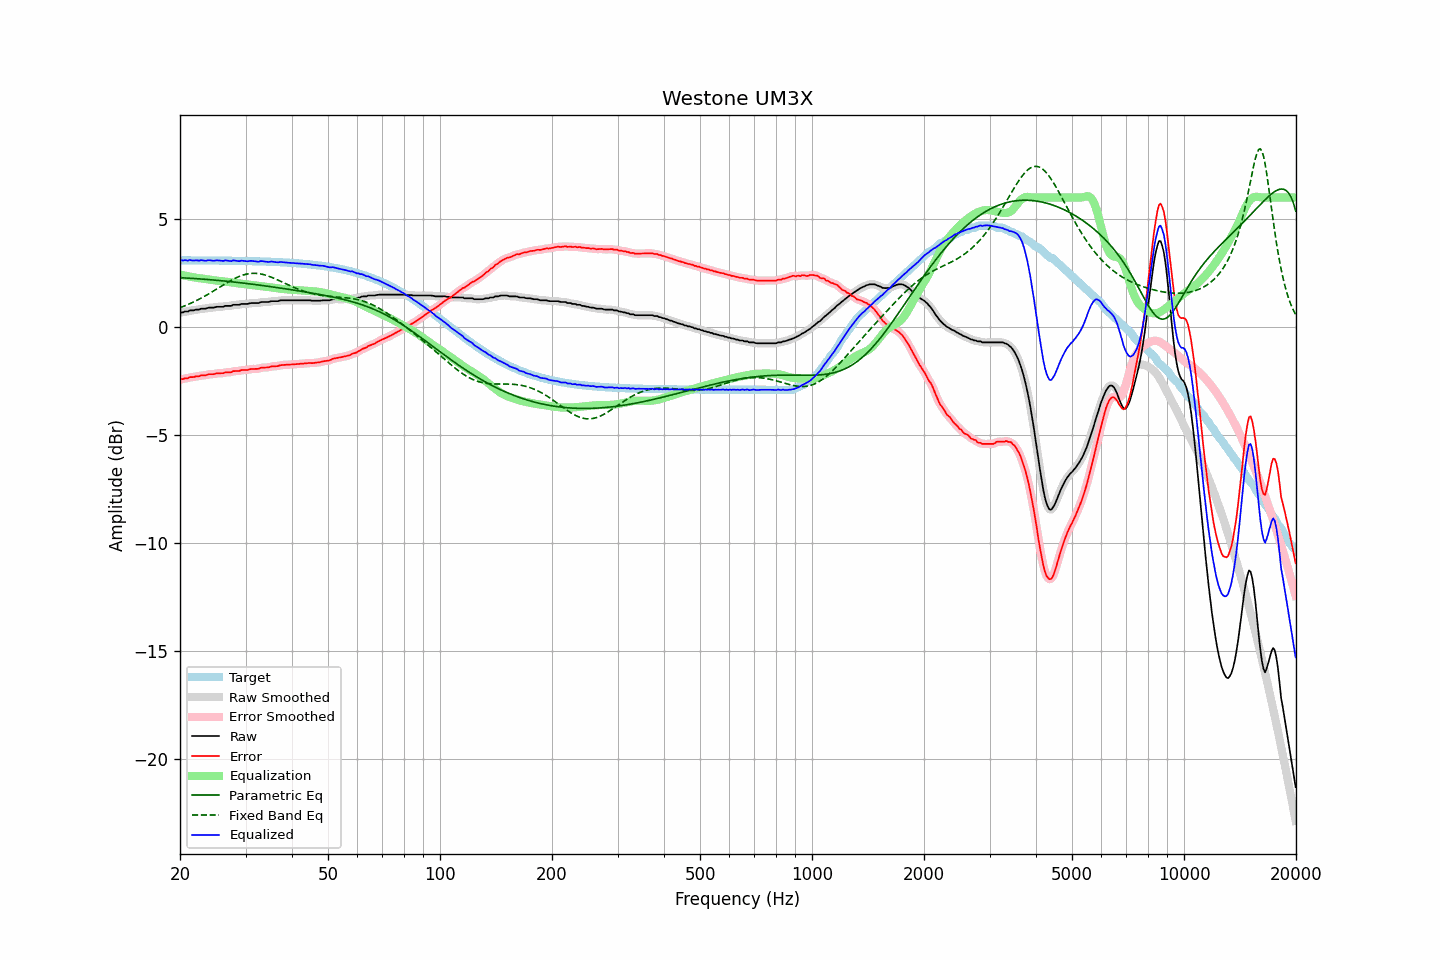 Westone UM3X
Amplitude (dBr)
5
0
−5
−10
−15
−20
Target
Raw Smoothed
Error Smoothed
Raw
Error
Equalization
Parametric Eq
Fixed Band Eq
Equalized
20
50
100
200
500
1000
2000
5000
10000
20000
Frequency (Hz)